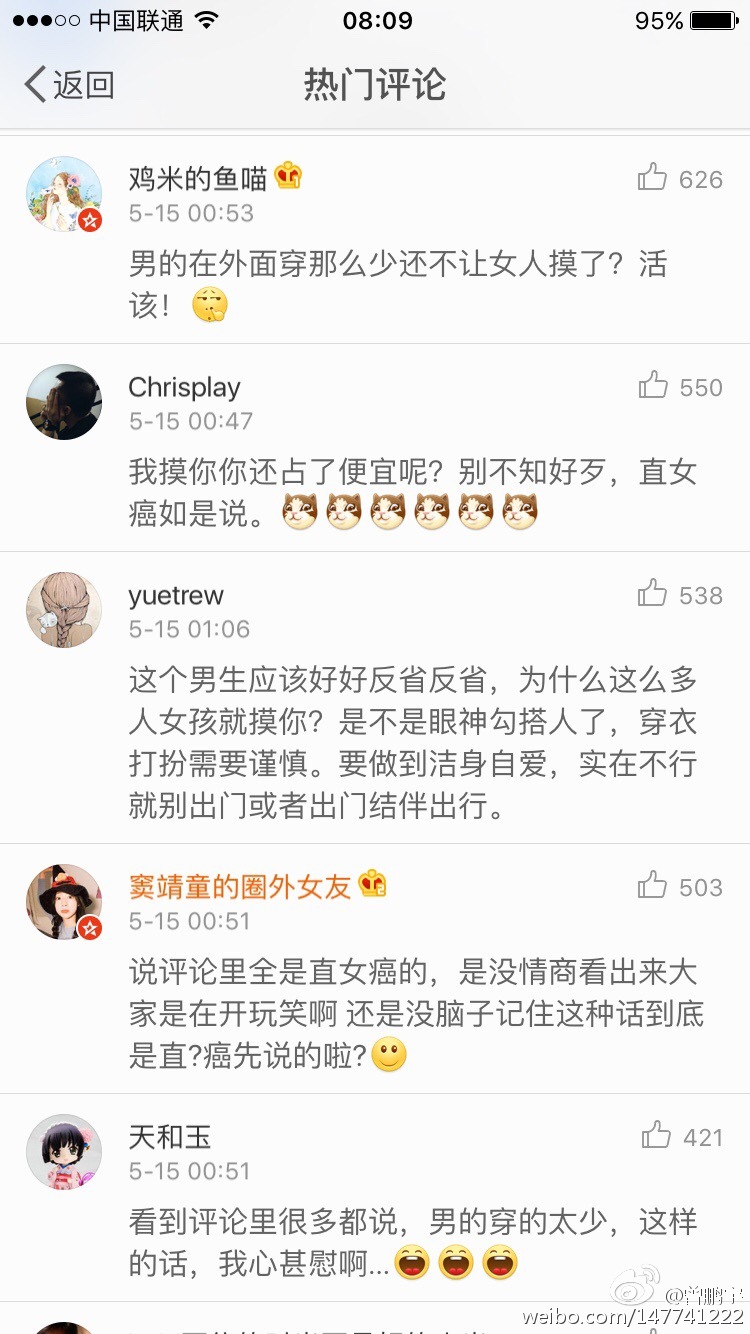 中国联通 08:09 95%
返回 热门评论
鸡米的鱼喵 626
5-15 00:53
男的在外面穿那么少还不让女人摸了？活
该！
Chrisplay 550
5-15 00:47
我摸你你还占了便宜呢？别不知好歹，直女
癌如是说。
yuetrew 538
5-15 01:06
这个男生应该好好反省反省，为什么这么多
人女孩就摸你？是不是眼神勾搭人了，穿衣
打扮需要谨慎。要做到洁身自爱，实在不行
就别出门或者出门结伴出行。
窦靖童的圈外女友 503
5-15 00:51
说评论里全是直女癌的，是没情商看出来大
家是在开玩笑啊 还是没脑子记住这种话到底
是直?癌先说的啦?
天和玉 421
5-15 00:51
看到评论里很多都说，男的穿的太少，这样
的话，我心甚慰啊...
weibo.com/147741222